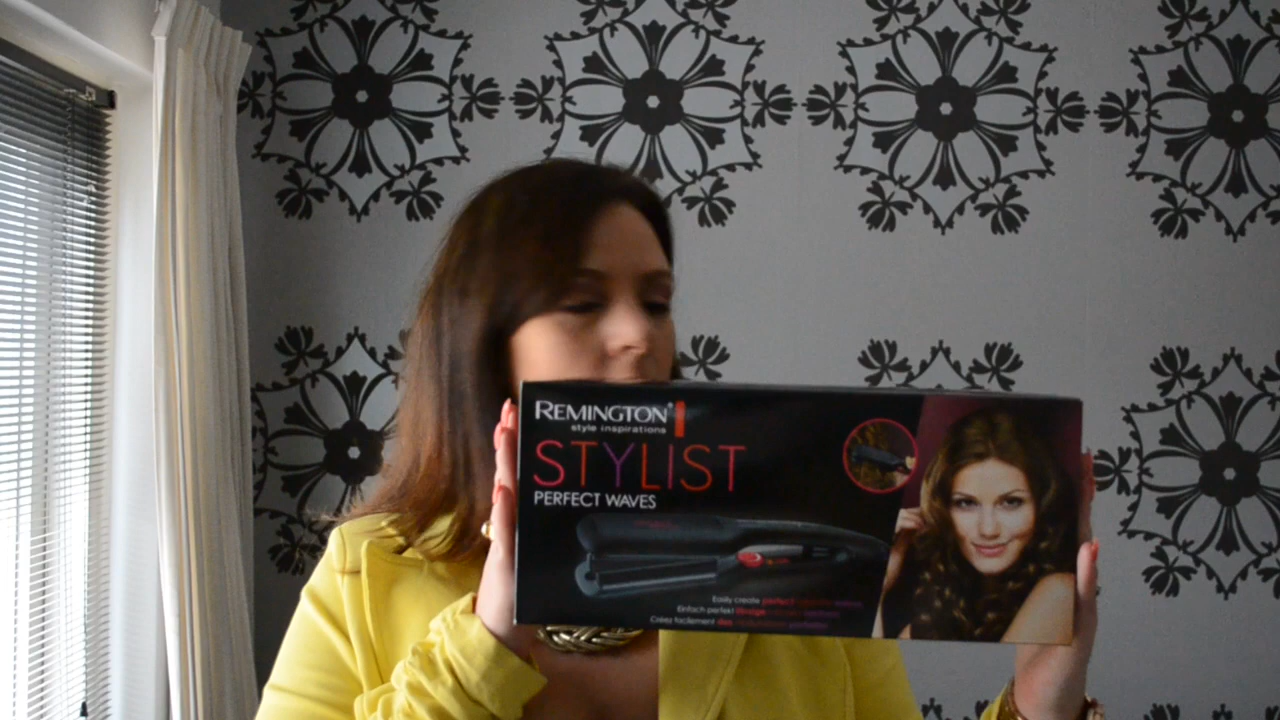 REMINGTON®
style inspirations
STYLIST
PERFECT WAVES
Easily create perfect
Einfach perfekt
Créez facilement des